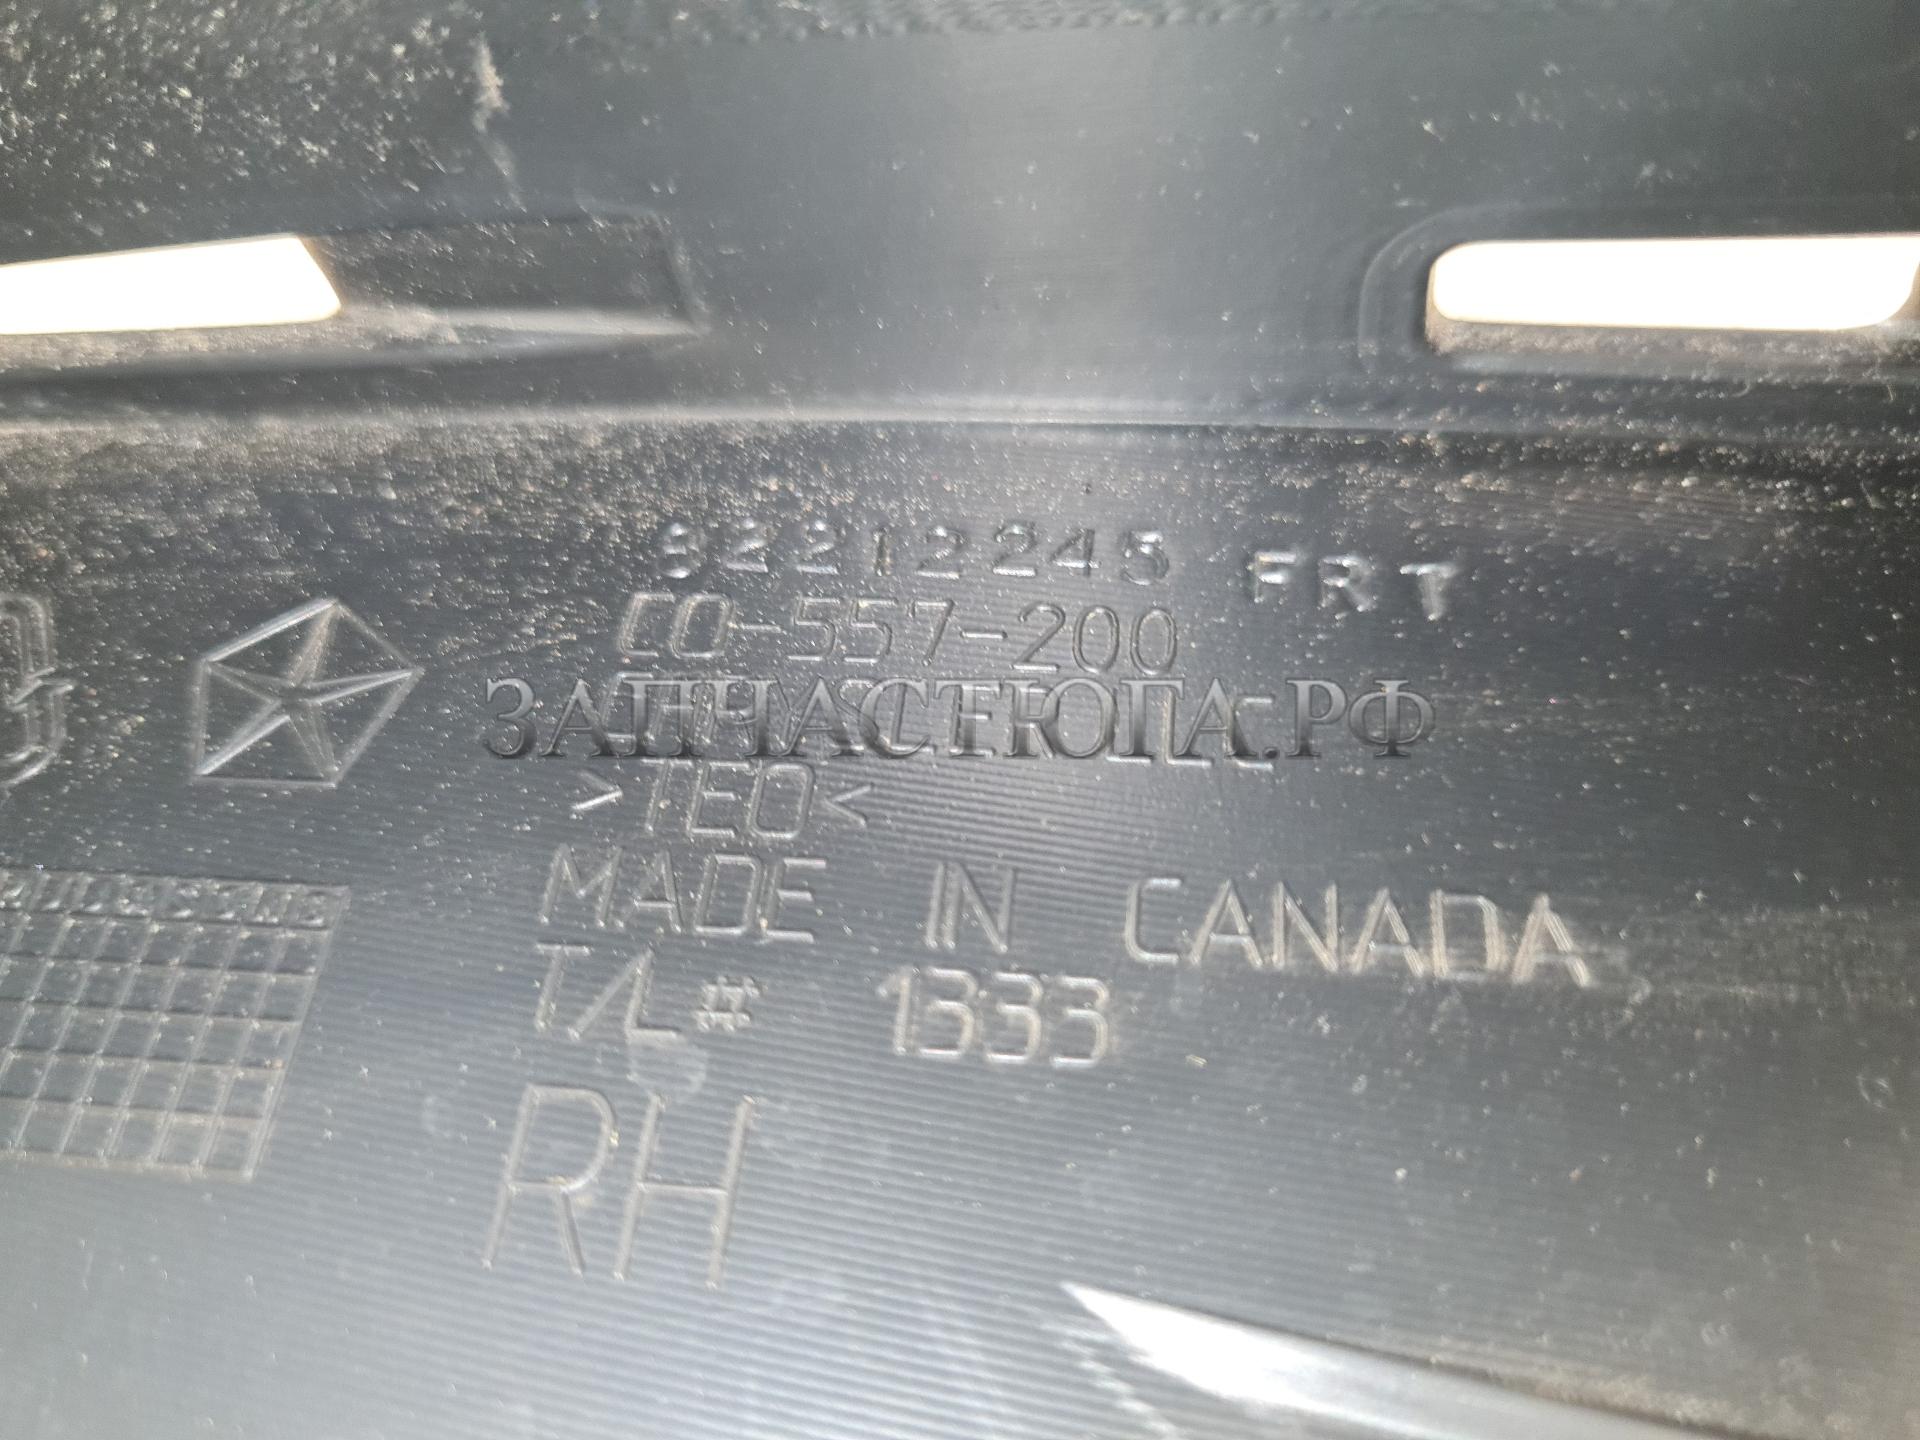 82212245 FRT
CO-557-200
ЗАПЧАСТЮГА.РФ
>TEO<
MADE IN CANADA
T/L# 1333
RH